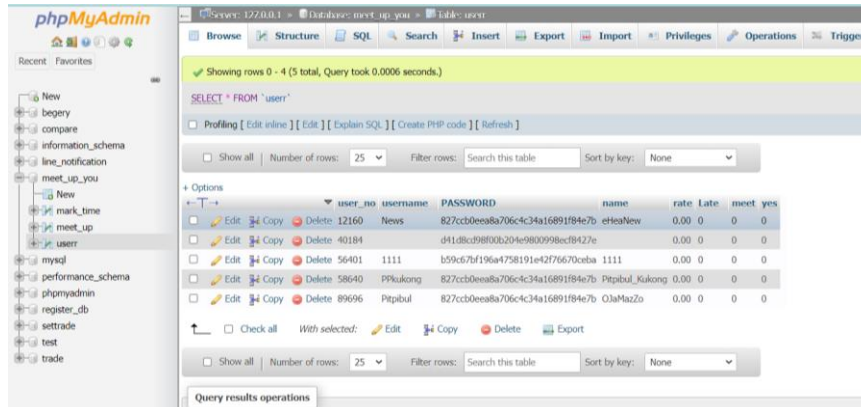 phpMyAdmin
Recent Favorites
New
begery
compare
information_schema
line_notification
meet_up_you
New
mark_time
meet_up
userr
mysql
performance_schema
phpmyadmin
register_db
settrade
test
trade
Server: 127.0.0.1 » Database: meet_up_you » Table: userr
Browse Structure SQL Search Insert Export Import Privileges Operations Trigge
Showing rows 0 - 4 (5 total, Query took 0.0006 seconds.)
SELECT * FROM `userr`
Profiling [ Edit inline ] [ Edit ] [ Explain SQL ] [ Create PHP code ] [ Refresh ]
Show all | Number of rows: 25 Filter rows: Search this table Sort by key: None
+ Options
user_no username PASSWORD name rate Late meet yes
Edit Copy Delete 12160 News 827ccb0eea8a706c4c34a16891f84e7b eHeaNew 0.00 0 0 0
Edit Copy Delete 40184 d41d8cd98f00b204e9800998ecf8427e 0.00 0 0 0
Edit Copy Delete 56401 1111 b59c67bf196a4758191e42f76670ceba 1111 0.00 0 0 0
Edit Copy Delete 58640 PPkukong 827ccb0eea8a706c4c34a16891f84e7b Pitpibul_Kukong 0.00 0 0 0
Edit Copy Delete 89696 Pitpibul 827ccb0eea8a706c4c34a16891f84e7b OJaMazZo 0.00 0 0 0
Check all With selected: Edit Copy Delete Export
Show all | Number of rows: 25 Filter rows: Search this table Sort by key: None
Query results operations